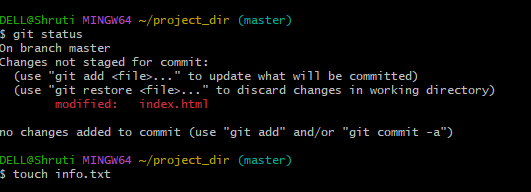 DELL@Shruti MINGW64 ~/project_dir (master)
$ git status
On branch master
Changes not staged for commit:
  (use "git add <file>..." to update what will be committed)
  (use "git restore <file>..." to discard changes in working directory)
        modified:   index.html
no changes added to commit (use "git add" and/or "git commit -a")
DELL@Shruti MINGW64 ~/project_dir (master)
$ touch info.txt